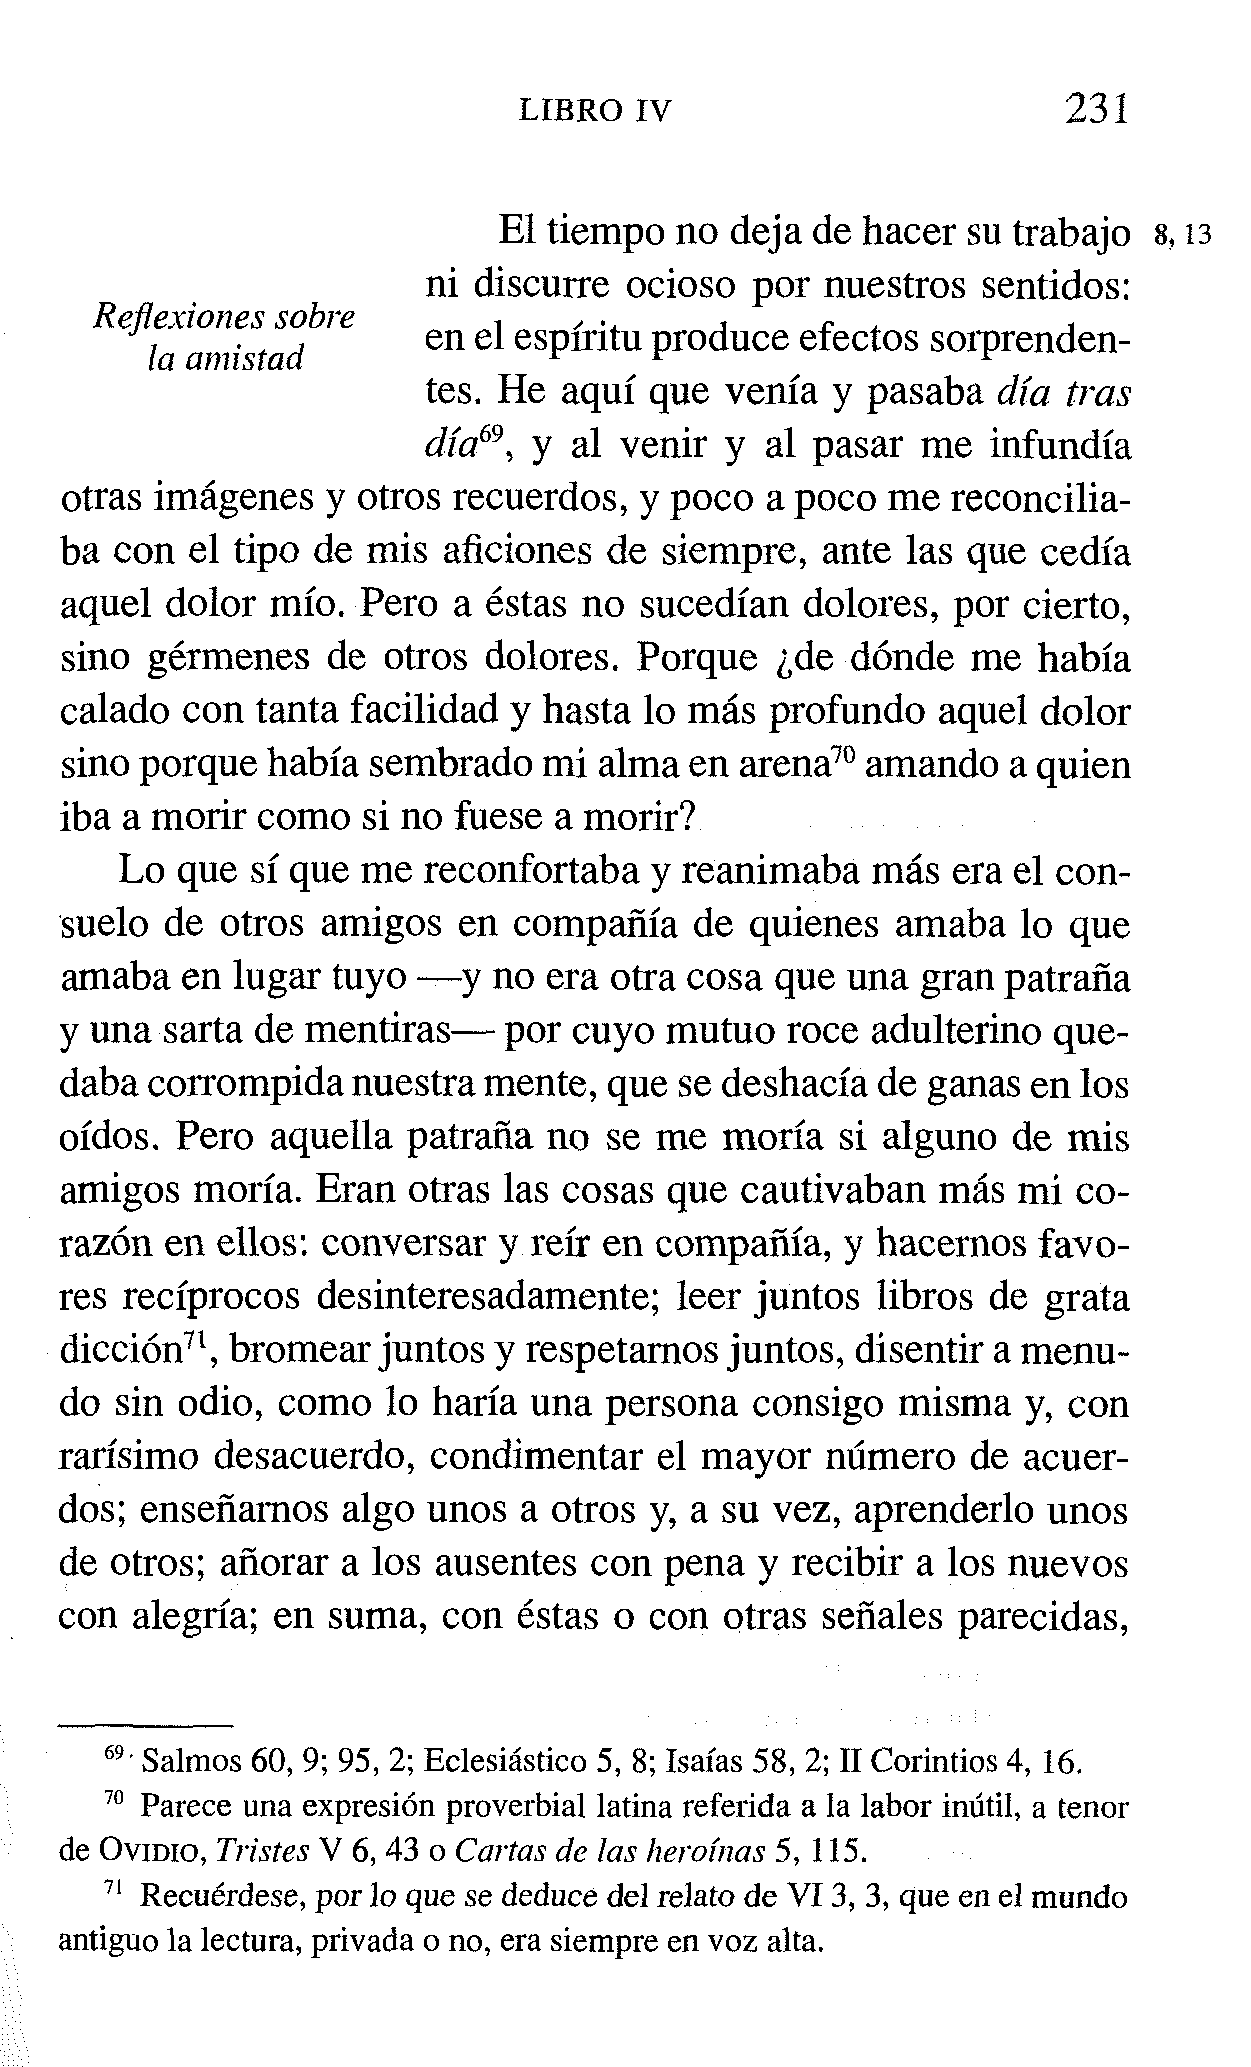 LIBRO IV 231
El tiempo no deja de hacer su trabajo 8, 13
ni discurre ocioso por nuestros sentidos:
Reflexiones sobre
la amistad
en el espíritu produce efectos sorprenden-
tes. He aquí que venía y pasaba día tras
día⁶⁹, y al venir y al pasar me infundía
otras imágenes y otros recuerdos, y poco a poco me reconcilia-
ba con el tipo de mis aficiones de siempre, ante las que cedía
aquel dolor mío. Pero a éstas no sucedían dolores, por cierto,
sino gérmenes de otros dolores. Porque ¿de dónde me había
calado con tanta facilidad y hasta lo más profundo aquel dolor
sino porque había sembrado mi alma en arena⁷⁰ amando a quien
iba a morir como si no fuese a morir?
Lo que sí que me reconfortaba y reanimaba más era el con-
suelo de otros amigos en compañía de quienes amaba lo que
amaba en lugar tuyo —y no era otra cosa que una gran patraña
y una sarta de mentiras— por cuyo mutuo roce adulterino que-
daba corrompida nuestra mente, que se deshacía de ganas en los
oídos. Pero aquella patraña no se me moría si alguno de mis
amigos moría. Eran otras las cosas que cautivaban más mi co-
razón en ellos: conversar y reír en compañía, y hacernos favo-
res recíprocos desinteresadamente; leer juntos libros de grata
dicción⁷¹, bromear juntos y respetarnos juntos, disentir a menu-
do sin odio, como lo haría una persona consigo misma y, con
rarísimo desacuerdo, condimentar el mayor número de acuer-
dos; enseñarnos algo unos a otros y, a su vez, aprenderlo unos
de otros; añorar a los ausentes con pena y recibir a los nuevos
con alegría; en suma, con éstas o con otras señales parecidas,
⁶⁹ Salmos 60, 9; 95, 2; Eclesiástico 5, 8; Isaías 58, 2; II Corintios 4, 16.
⁷⁰ Parece una expresión proverbial latina referida a la labor inútil, a tenor
de OVIDIO, Tristes V 6, 43 o Cartas de las heroínas 5, 115.
⁷¹ Recuérdese, por lo que se deduce del relato de VI 3, 3, que en el mundo
antiguo la lectura, privada o no, era siempre en voz alta.